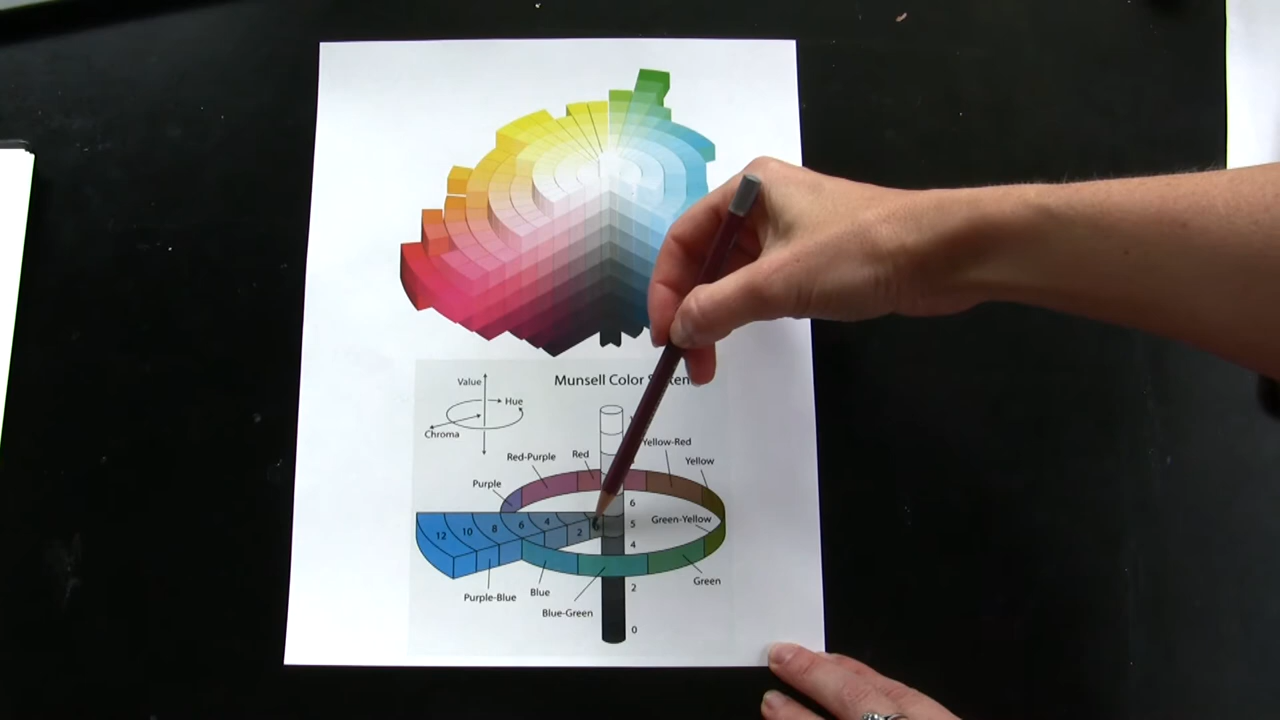 Munsell Color
Value
Hue
Chroma
Yellow-Red
Red-Purple
Red
Yellow
Purple
6
5
4
2
0
Green-Yellow
12
10
8
6
4
2
Green
Blue
Purple-Blue
Blue-Green